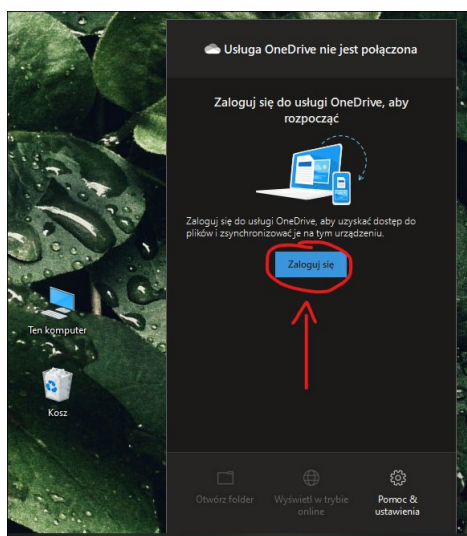 Usługa OneDrive nie jest połączona
Zaloguj się do usługi OneDrive, aby
rozpocząć
Zaloguj się do usługi OneDrive, aby uzyskać dostęp do
plików i zsynchronizować je na tym urządzeniu.
Zaloguj się
Ten komputer
Kosz
Otwórz folder
Wyświetl w trybie
online
Pomoc &
ustawienia